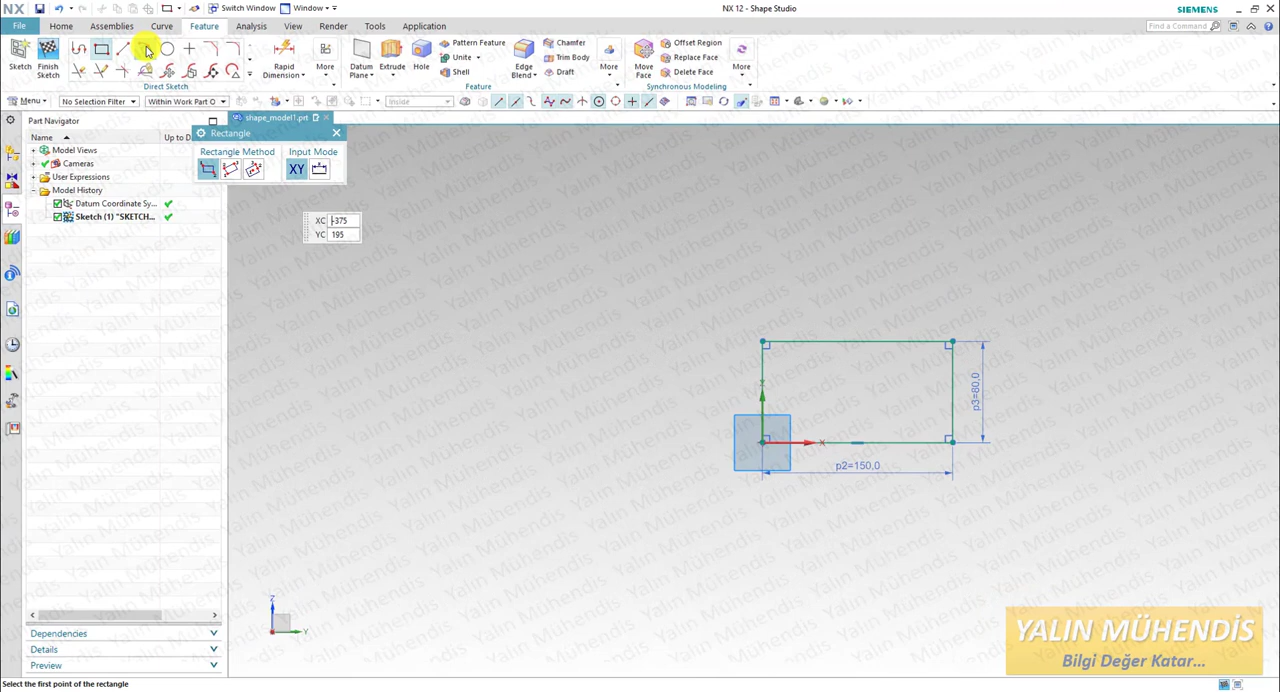 NX
Switch Window
Window
NX 12 - Shape Studio
SIEMENS
File
Home
Assemblies
Curve
Feature
Analysis
View
Render
Tools
Application
Find a Command
Sketch
Finish Sketch
Rapid Dimension
More
Direct Sketch
Datum Plane
Extrude
Hole
Pattern Feature
Unite
Shell
Edge Blend
Chamfer
Trim Body
Draft
More
Feature
Move Face
Offset Region
Replace Face
Delete Face
More
Synchronous Modeling
Menu
No Selection Filter
Within Work Part O
Inside
Part Navigator
shape_model1.prt
Name
Up to D
Rectangle
Model Views
Cameras
User Expressions
Model History
Datum Coordinate Sy...
Sketch (1) "SKETCH...
Rectangle Method
Input Mode
XY
XC -375
YC 195
p3=80,0
p2=150,0
Z
X
Z
Y
Dependencies
Details
Preview
Select the first point of the rectangle
YALIN MÜHENDİS
Bilgi Değer Katar...
Yalın Mühendis